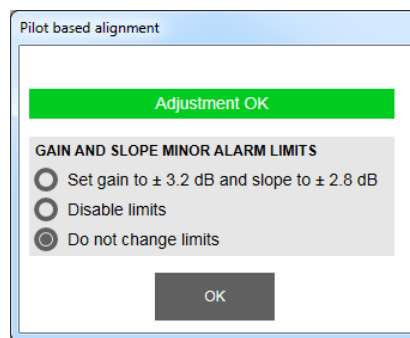 Pilot based alignment
Adjustment OK
GAIN AND SLOPE MINOR ALARM LIMITS
Set gain to ± 3.2 dB and slope to ± 2.8 dB
Disable limits
Do not change limits
OK